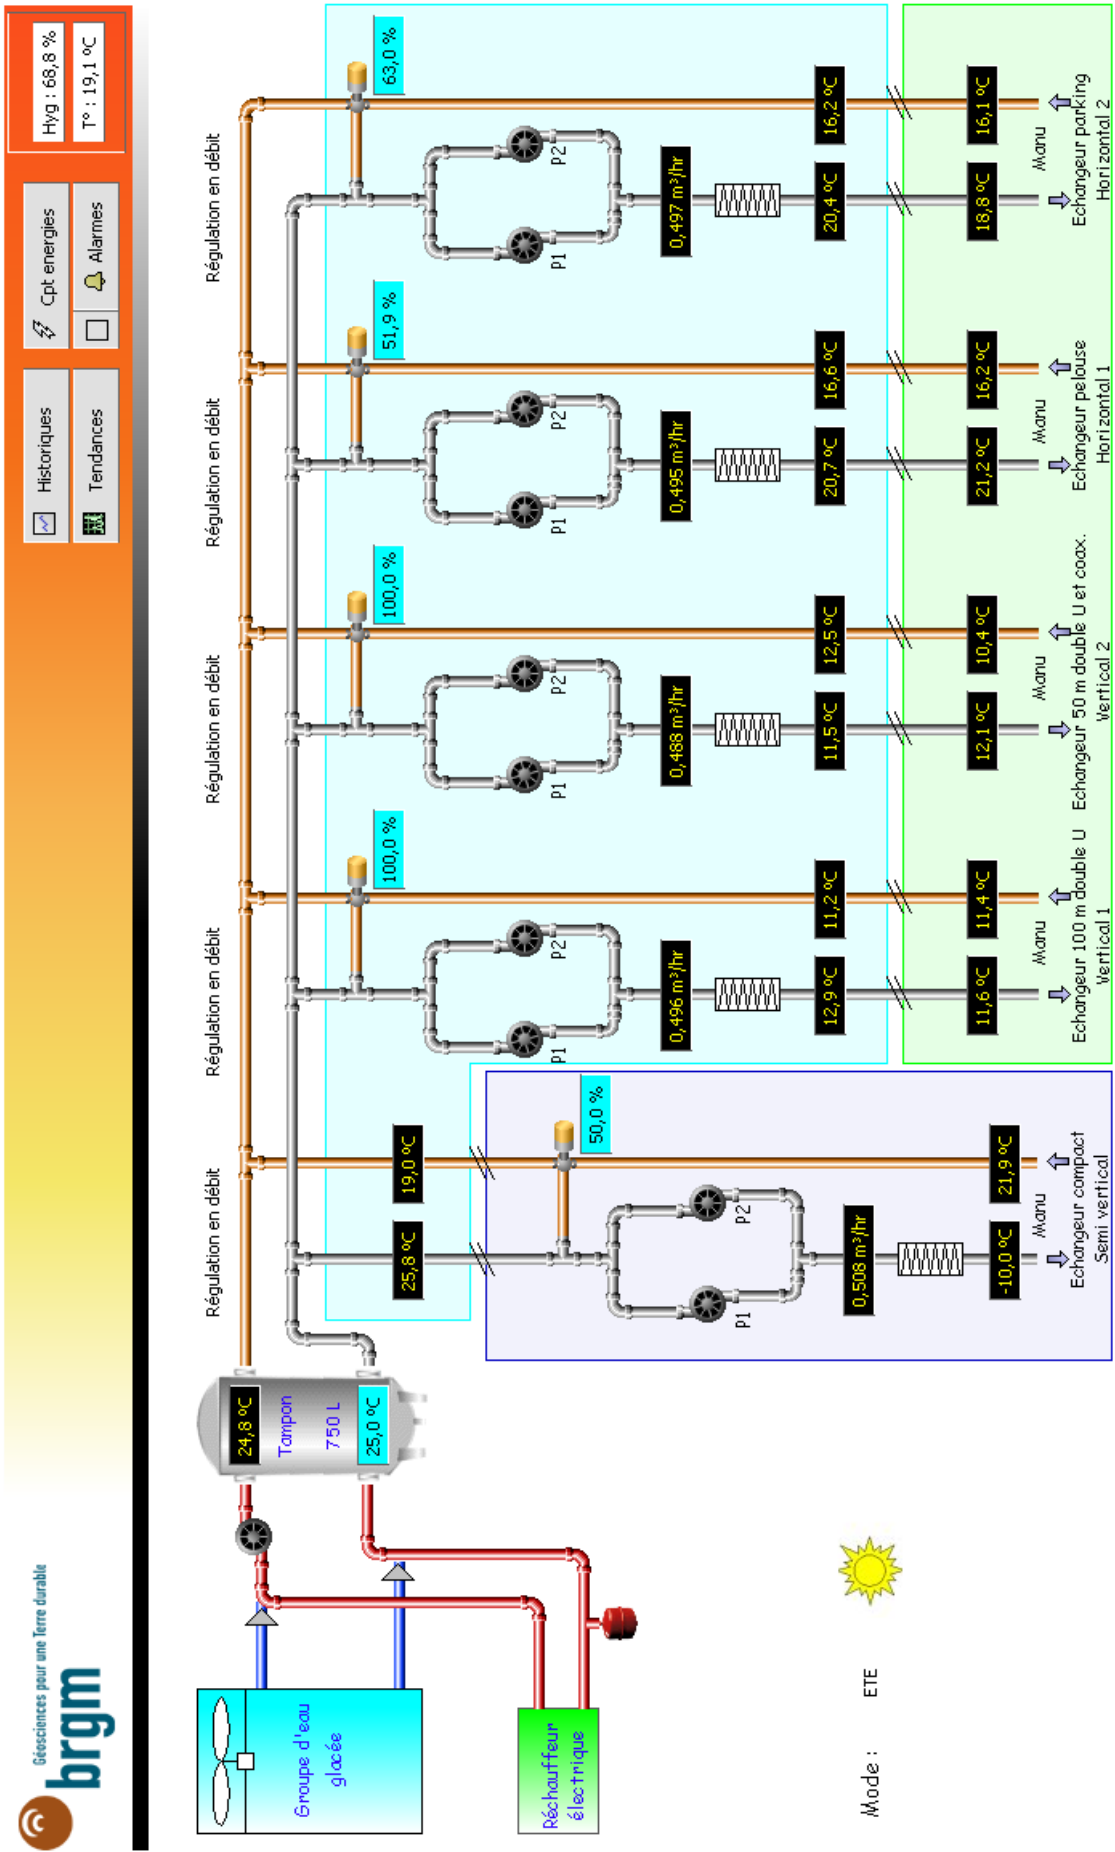 Géosciences pour une Terre durable
brgm
Historiques
Cpt energies
Hyg : 68,8 %
Tendances
Alarmes
T° : 19,1 °C
Régulation en débit
Régulation en débit
Régulation en débit
Régulation en débit
Régulation en débit
24,8 °C
Tampon
750 L
25,0 °C
Groupe d'eau
glacée
Réchauffeur
électrique
Mode :
ETE
25,8 °C
19,0 °C
50,0 %
P1
P2
0,508 m³/hr
-10,0 °C
21,9 °C
Manu
Echangeur compact
Semi vertical
100,0 %
P1
P2
0,496 m³/hr
12,9 °C
11,2 °C
11,6 °C
11,4 °C
Manu
Echangeur 100 m double U
Vertical 1
100,0 %
P1
P2
0,488 m³/hr
11,5 °C
12,5 °C
12,1 °C
10,4 °C
Manu
Echangeur 50 m double U et coax.
Vertical 2
51,9 %
P1
P2
0,495 m³/hr
20,7 °C
16,6 °C
21,2 °C
16,2 °C
Manu
Echangeur pelouse
Horizontal 1
63,0 %
P1
P2
0,497 m³/hr
20,4 °C
16,2 °C
18,8 °C
16,1 °C
Manu
Echangeur parking
Horizontal 2